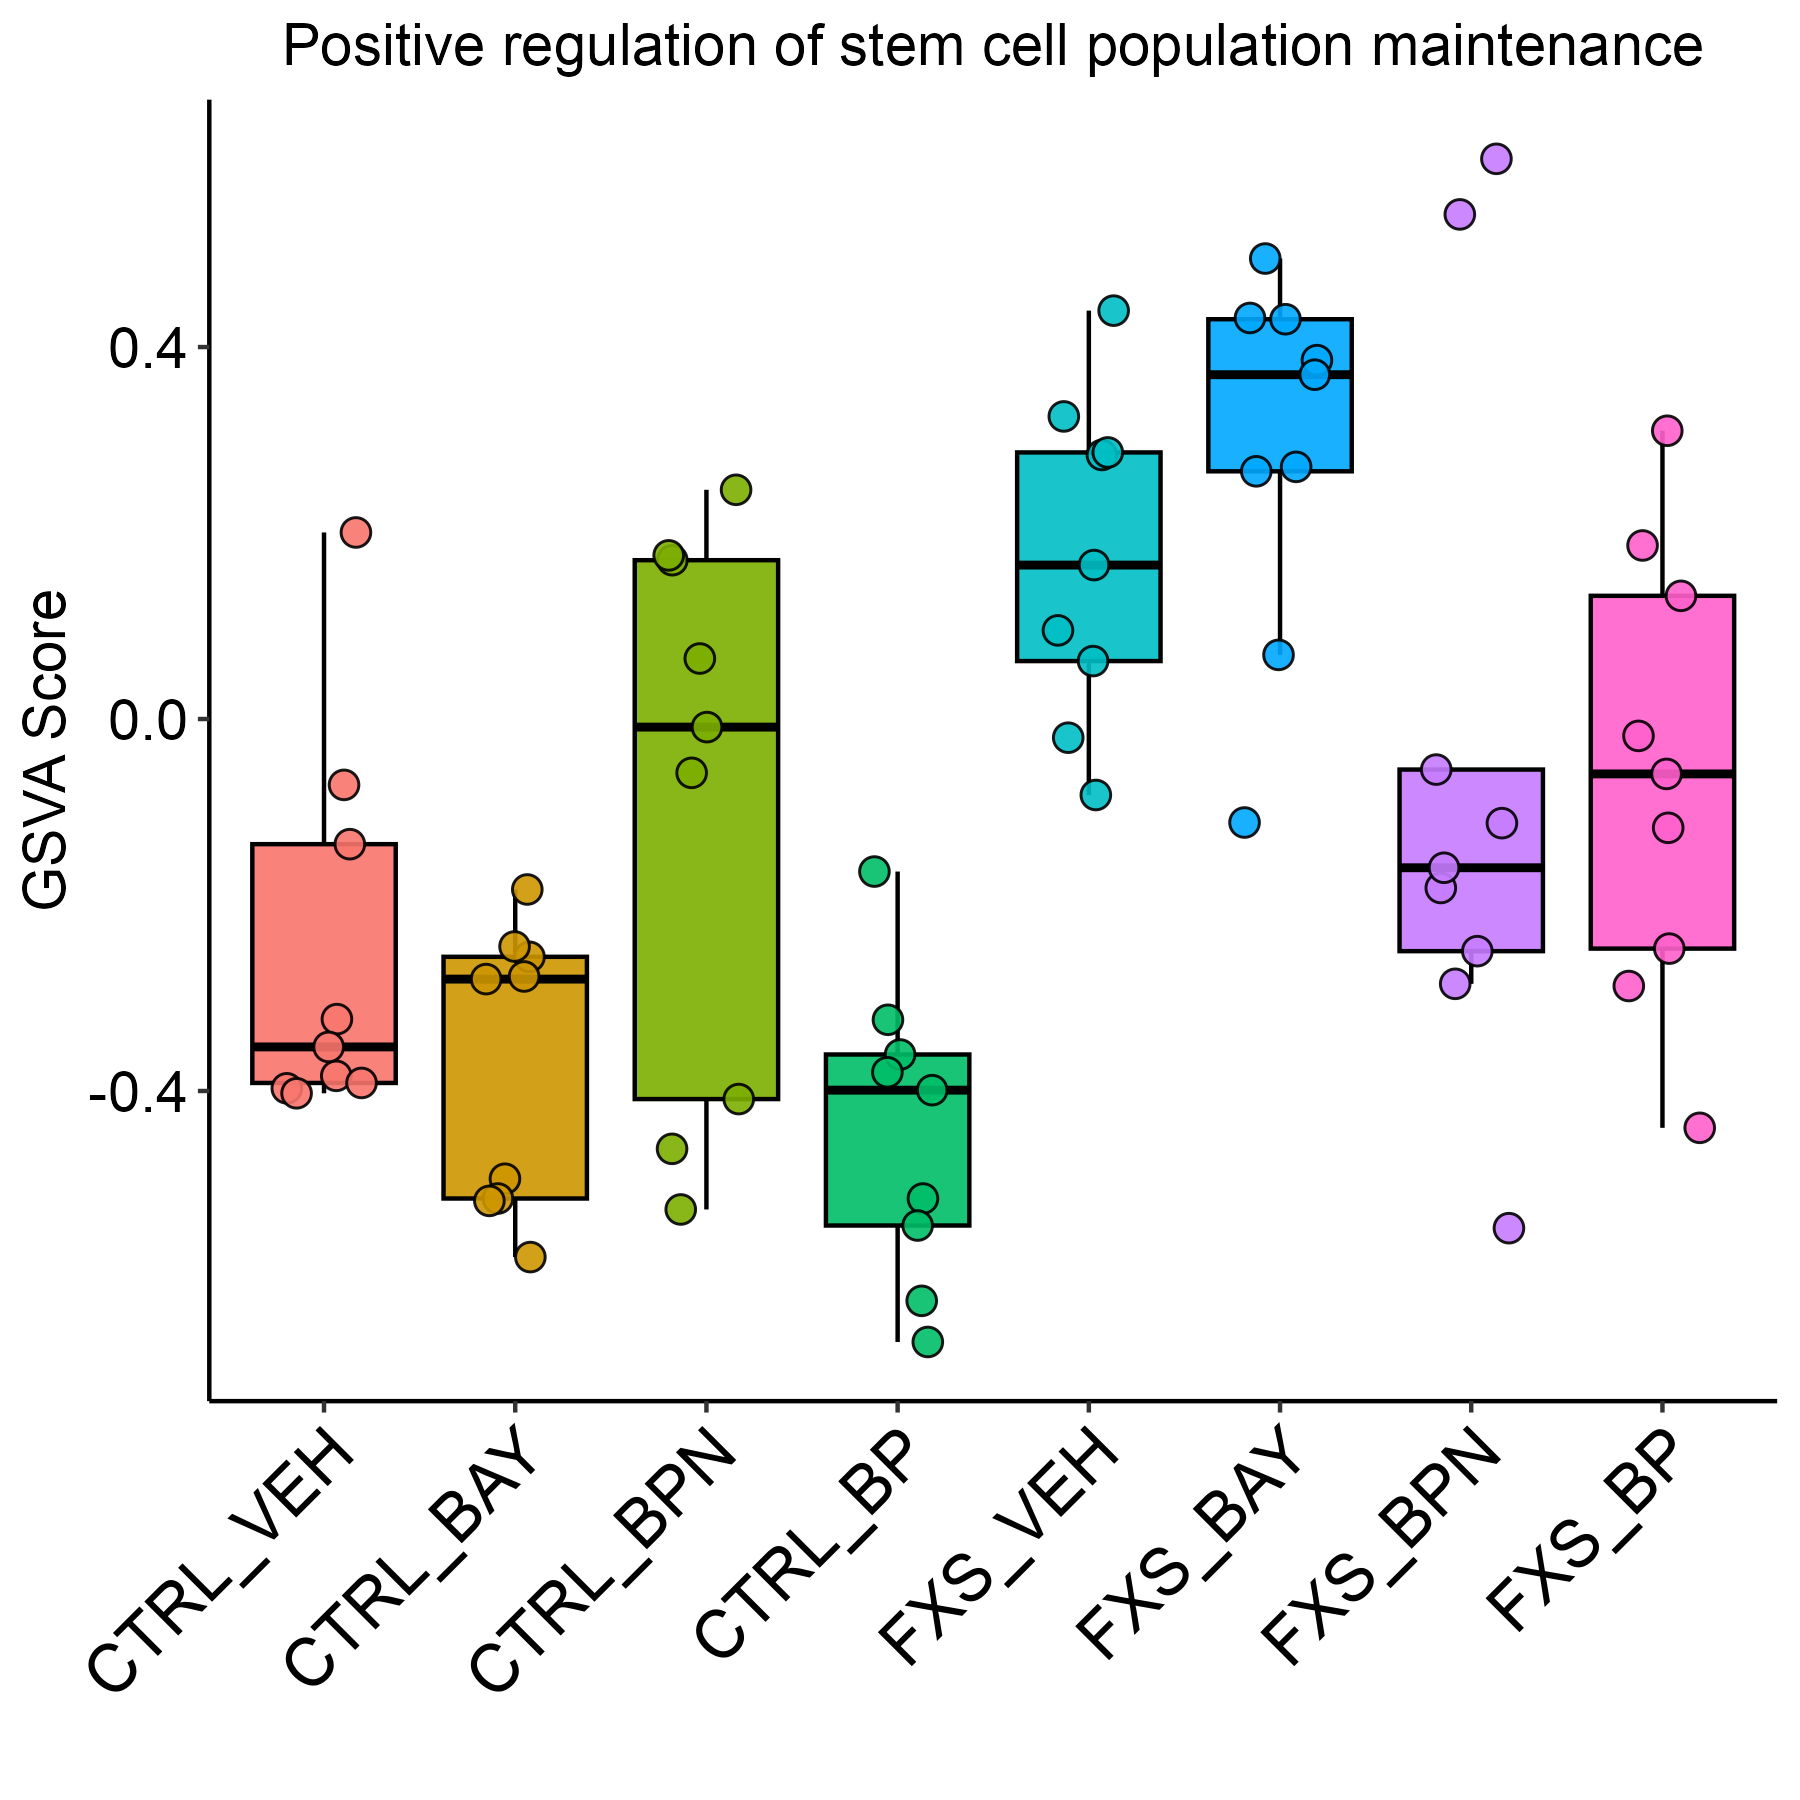 Positive regulation of stem cell population maintenance
GSVA Score
0.4
0.0
-0.4
CTRL_VEH
CTRL_BAY
CTRL_BPN
CTRL_BP
FXS_VEH
FXS_BAY
FXS_BPN
FXS_BP